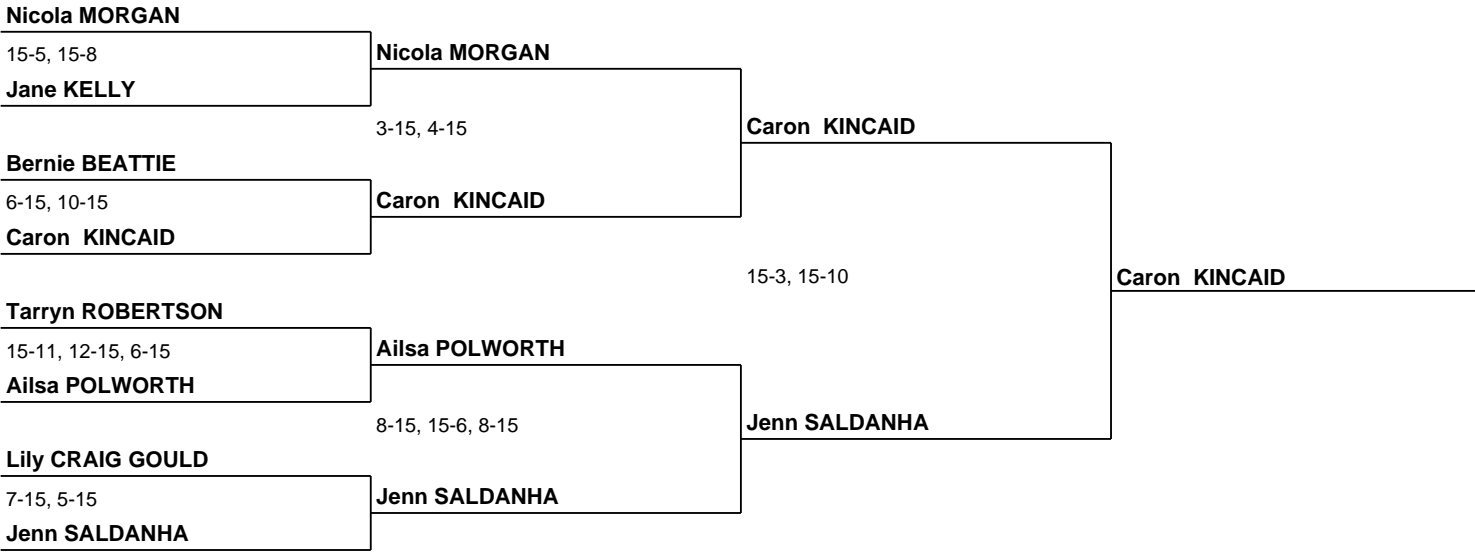 Nicola MORGAN
15-5, 15-8
Nicola MORGAN
Jane KELLY
3-15, 4-15
Caron  KINCAID
Bernie BEATTIE
6-15, 10-15
Caron  KINCAID
Caron  KINCAID
15-3, 15-10
Caron  KINCAID
Tarryn ROBERTSON
15-11, 12-15, 6-15
Ailsa POLWORTH
Ailsa POLWORTH
8-15, 15-6, 8-15
Jenn SALDANHA
Lily CRAIG GOULD
7-15, 5-15
Jenn SALDANHA
Jenn SALDANHA